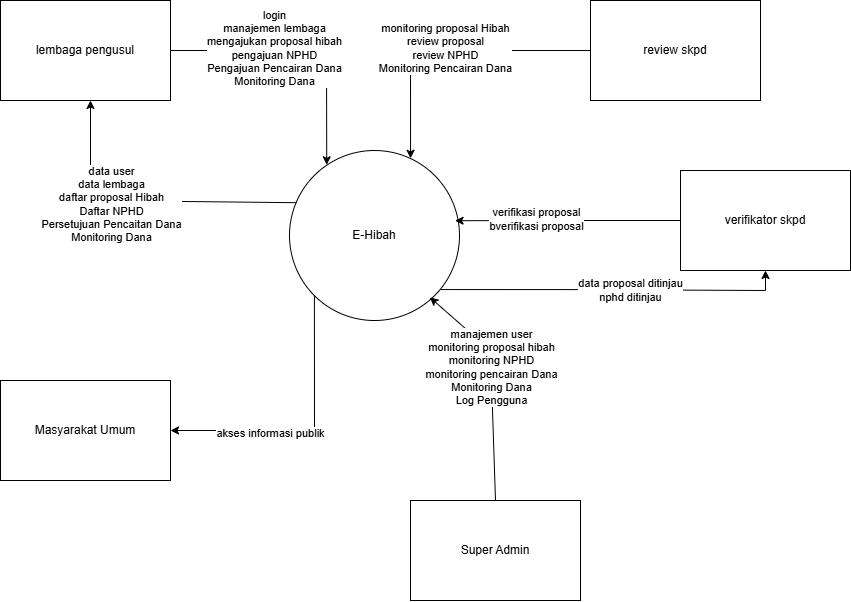 lembaga pengusul
login
manajemen lembaga
mengajukan proposal hibah
pengajuan NPHD
Pengajuan Pencairan Dana
Monitoring Dana
monitoring proposal Hibah
review proposal
review NPHD
Monitoring Pencairan Dana
review skpd
data user
data lembaga
daftar proposal Hibah
Daftar NPHD
Persetujuan Pencaitan Dana
Monitoring Dana
E-Hibah
verifikasi proposal
bverifikasi proposal
verifikator skpd
data proposal ditinjau
nphd ditinjau
manajemen user
monitoring proposal hibah
monitoring NPHD
monitoring pencairan Dana
Monitoring Dana
Log Pengguna
Masyarakat Umum
akses informasi publik
Super Admin